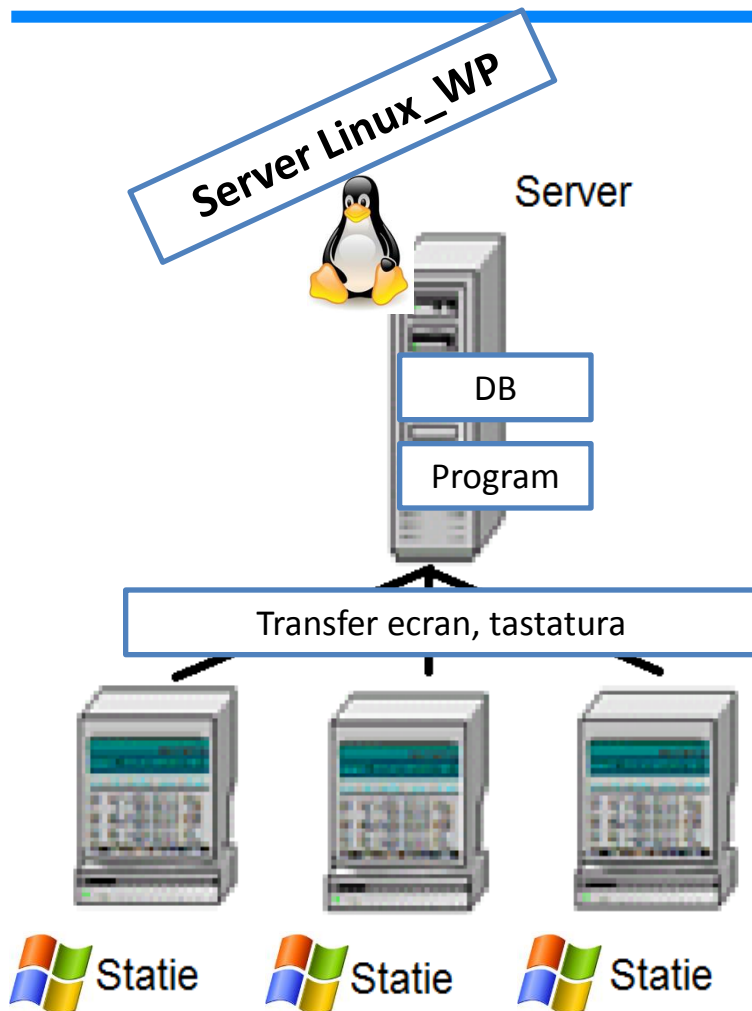 Server Linux_WP
Server
DB
Program
Transfer ecran, tastatura
Statie
Statie
Statie